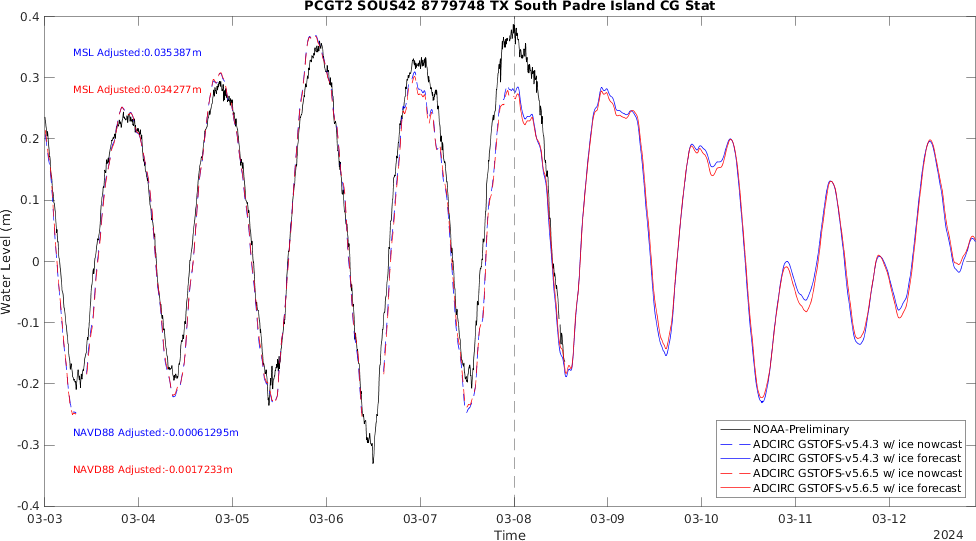 PCGT2 SOUS42 8779748 TX South Padre Island CG Stat
0.4
0.3
0.2
0.1
0
-0.1
-0.2
-0.3
-0.4
Water Level (m)
MSL Adjusted:0.035387m
MSL Adjusted:0.034277m
NAVD88 Adjusted:-0.00061295m
NAVD88 Adjusted:-0.0017233m
NOAA-Preliminary
ADCIRC GSTOFS-v5.4.3 w/ ice nowcast
ADCIRC GSTOFS-v5.4.3 w/ ice forecast
ADCIRC GSTOFS-v5.6.5 w/ ice nowcast
ADCIRC GSTOFS-v5.6.5 w/ ice forecast
03-03 03-04 03-05 03-06 03-07 03-08 03-09 03-10 03-11 03-12
Time
2024